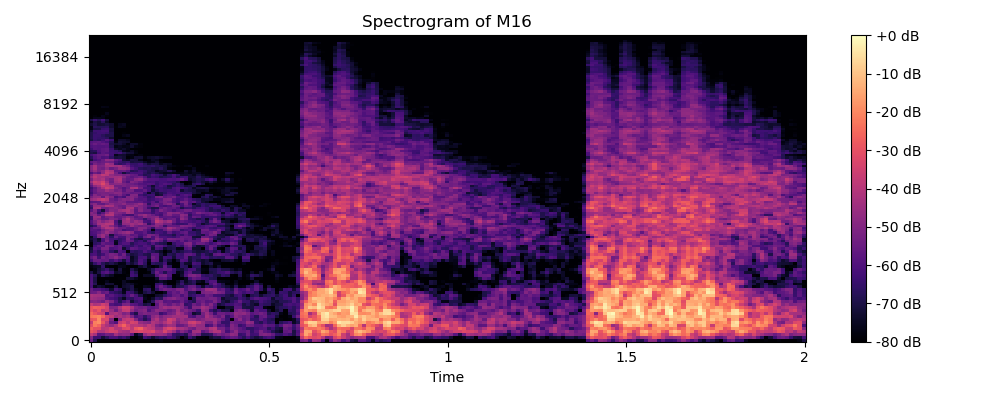 Spectrogram of M16
Hz
16384
8192
4096
2048
1024
512
0
0 0.5 1 1.5 2
Time
+0 dB
-10 dB
-20 dB
-30 dB
-40 dB
-50 dB
-60 dB
-70 dB
-80 dB